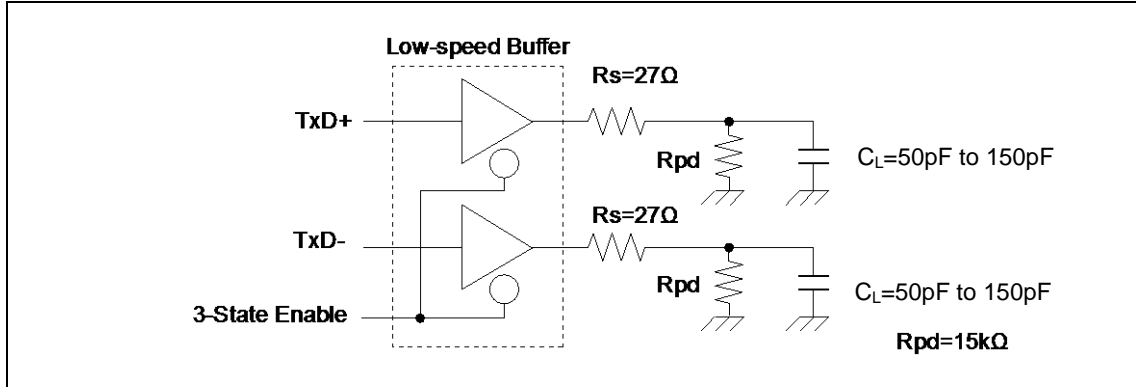 Low-speed Buffer
Rs=27Ω
TxD+
Rpd
CL=50pF to 150pF
Rs=27Ω
TxD-
Rpd
CL=50pF to 150pF
3-State Enable
Rpd=15kΩ